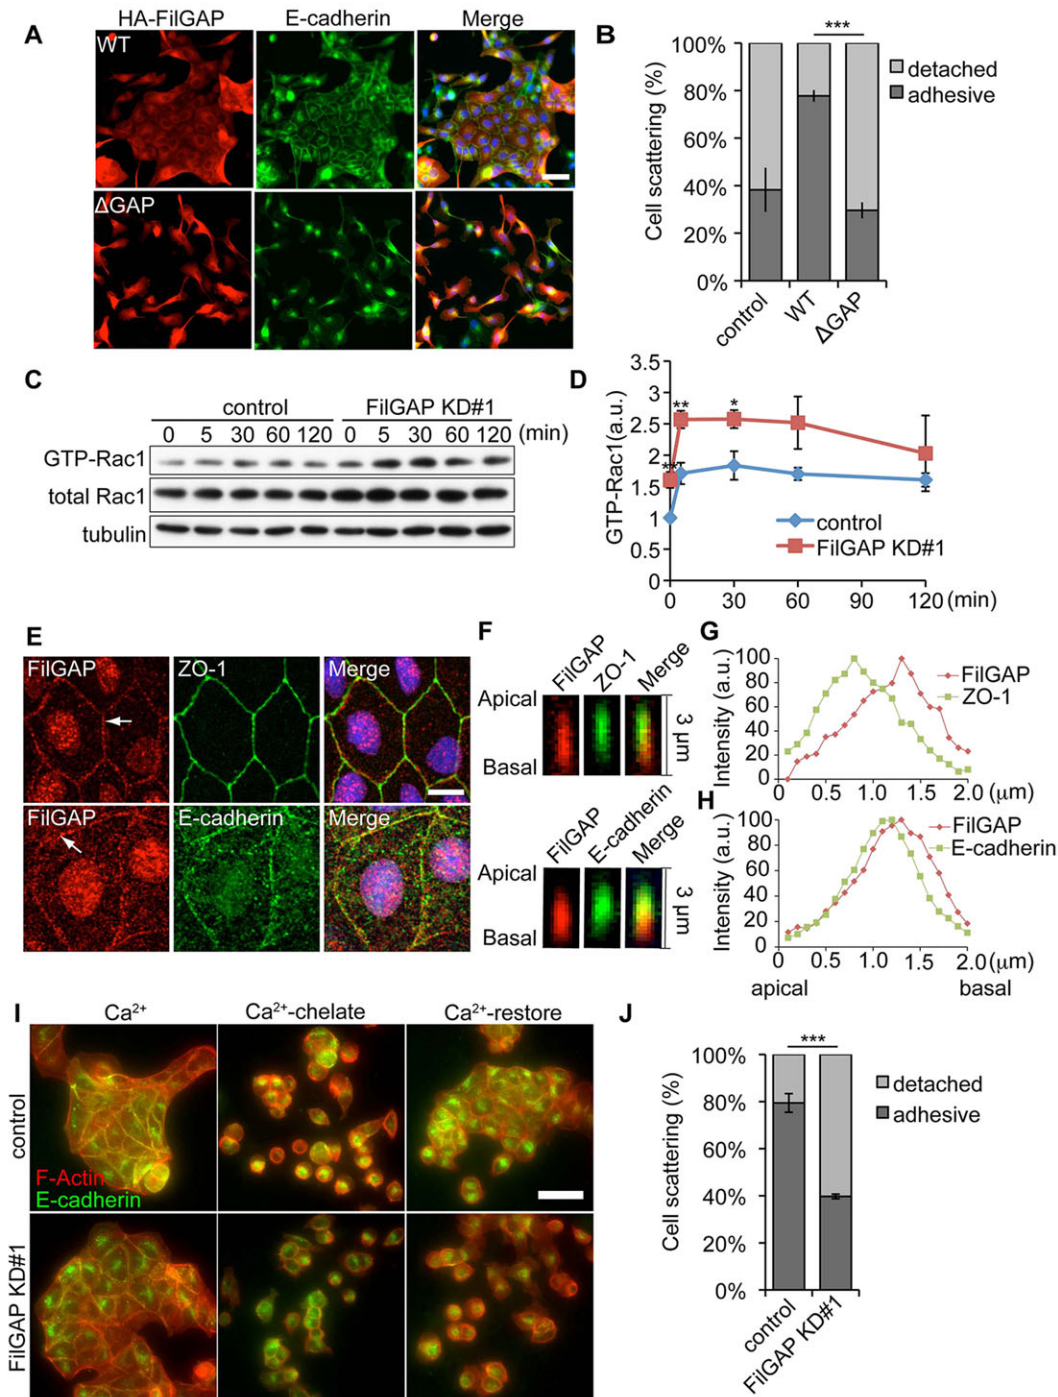 A
HA-FilGAP
E-cadherin
Merge
WT
ΔGAP
B
***
Cell scattering (%)
100%
80%
60%
40%
20%
0%
control
WT
ΔGAP
detached
adhesive
C
control
FilGAP KD#1
0 5 30 60 120 0 5 30 60 120 (min)
GTP-Rac1
total Rac1
tubulin
D
GTP-Rac1(a.u.)
3.5
3
2.5
2
1.5
1
0.5
0
**
**
*
control
FilGAP KD#1
0 30 60 90 120 (min)
E
FilGAP
ZO-1
Merge
FilGAP
E-cadherin
Merge
F
FilGAP
ZO-1
Merge
Apical
Basal
3 μm
FilGAP
E-cadherin
Merge
Apical
Basal
3 μm
G
Intensity (a.u.)
100
80
60
40
20
100
FilGAP
ZO-1
0 0.5 1.0 1.5 2.0 (μm)
H
Intensity (a.u.)
100
80
60
40
20
100
FilGAP
E-cadherin
0 0.5 1.0 1.5 2.0 (μm)
apical
basal
I
Ca²⁺
Ca²⁺-chelate
Ca²⁺-restore
control
F-Actin
E-cadherin
FilGAP KD#1
J
***
Cell scattering (%)
100%
80%
60%
40%
20%
0%
control
FilGAP KD#1
detached
adhesive